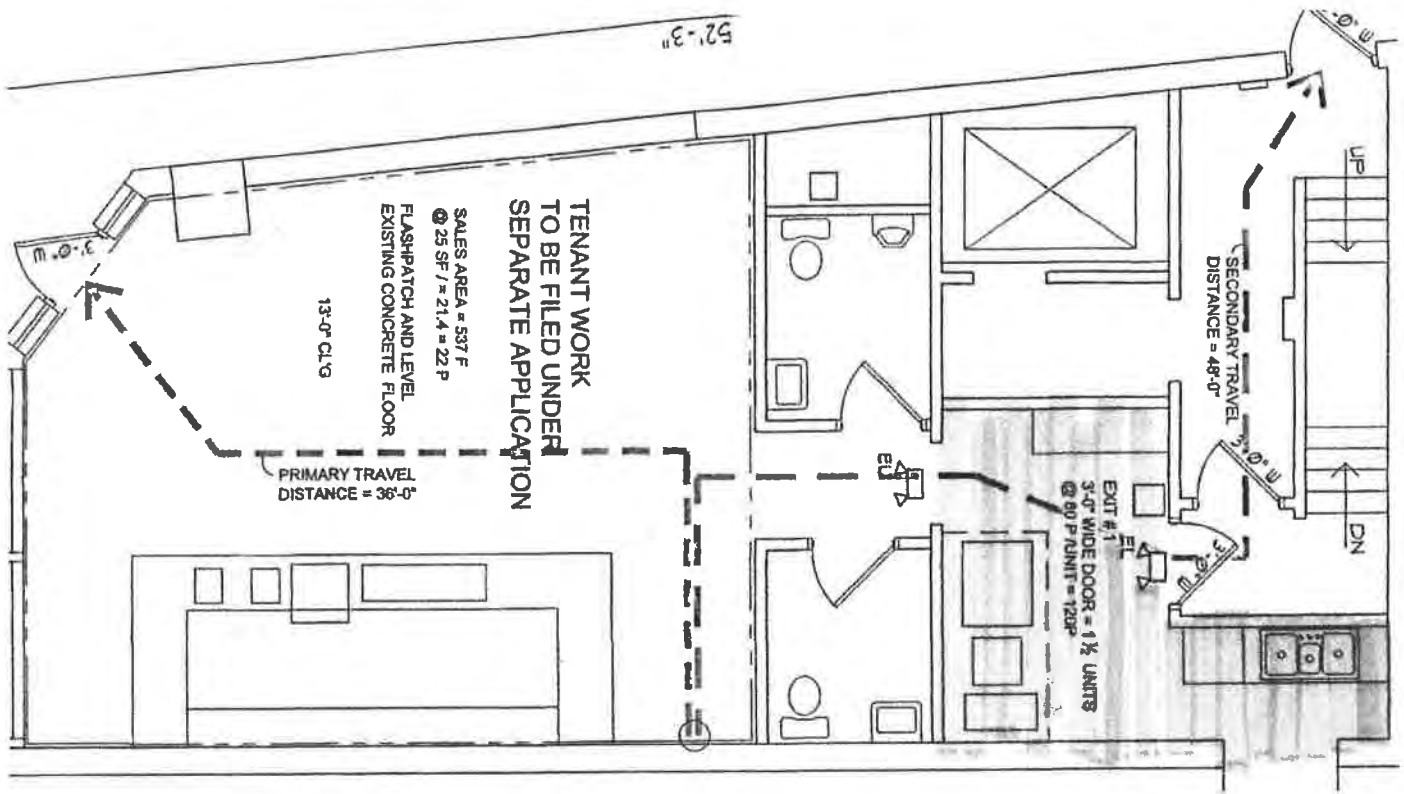 52'-3"
3'-0" W
UP
SECONDARY TRAVEL
DISTANCE = 48'-0"
TENANT WORK
TO BE FILED UNDER
SEPARATE APPLICATION
SALES AREA = 537 F
@ 25 SF / = 21.4 = 22 P
FLASHPATCH AND LEVEL
EXISTING CONCRETE FLOOR
13'-0" CL'G
3'-0" W
PRIMARY TRAVEL
DISTANCE = 36'-0"
EXIT #1
3'-0" WIDE DOOR = 1 ½ UNITS
@ 80 P /UNIT = 120P
EL
3'-0" W
3'-0" W
DN